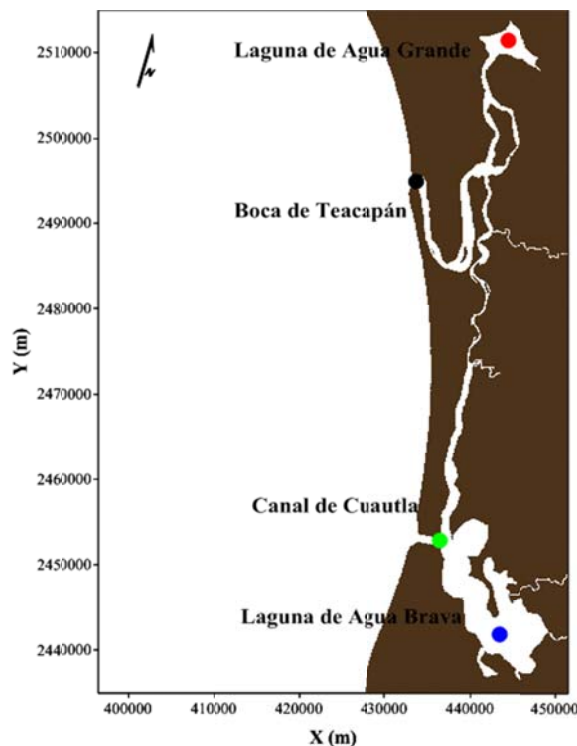 2510000
Laguna de Agua Grande
N
2500000
2490000
Boca de Teacapán
2480000
Y (m)
2470000
2460000
Canal de Cuautla
2450000
Laguna de Agua Brava
2440000
400000 410000 420000 430000 440000 450000
X (m)